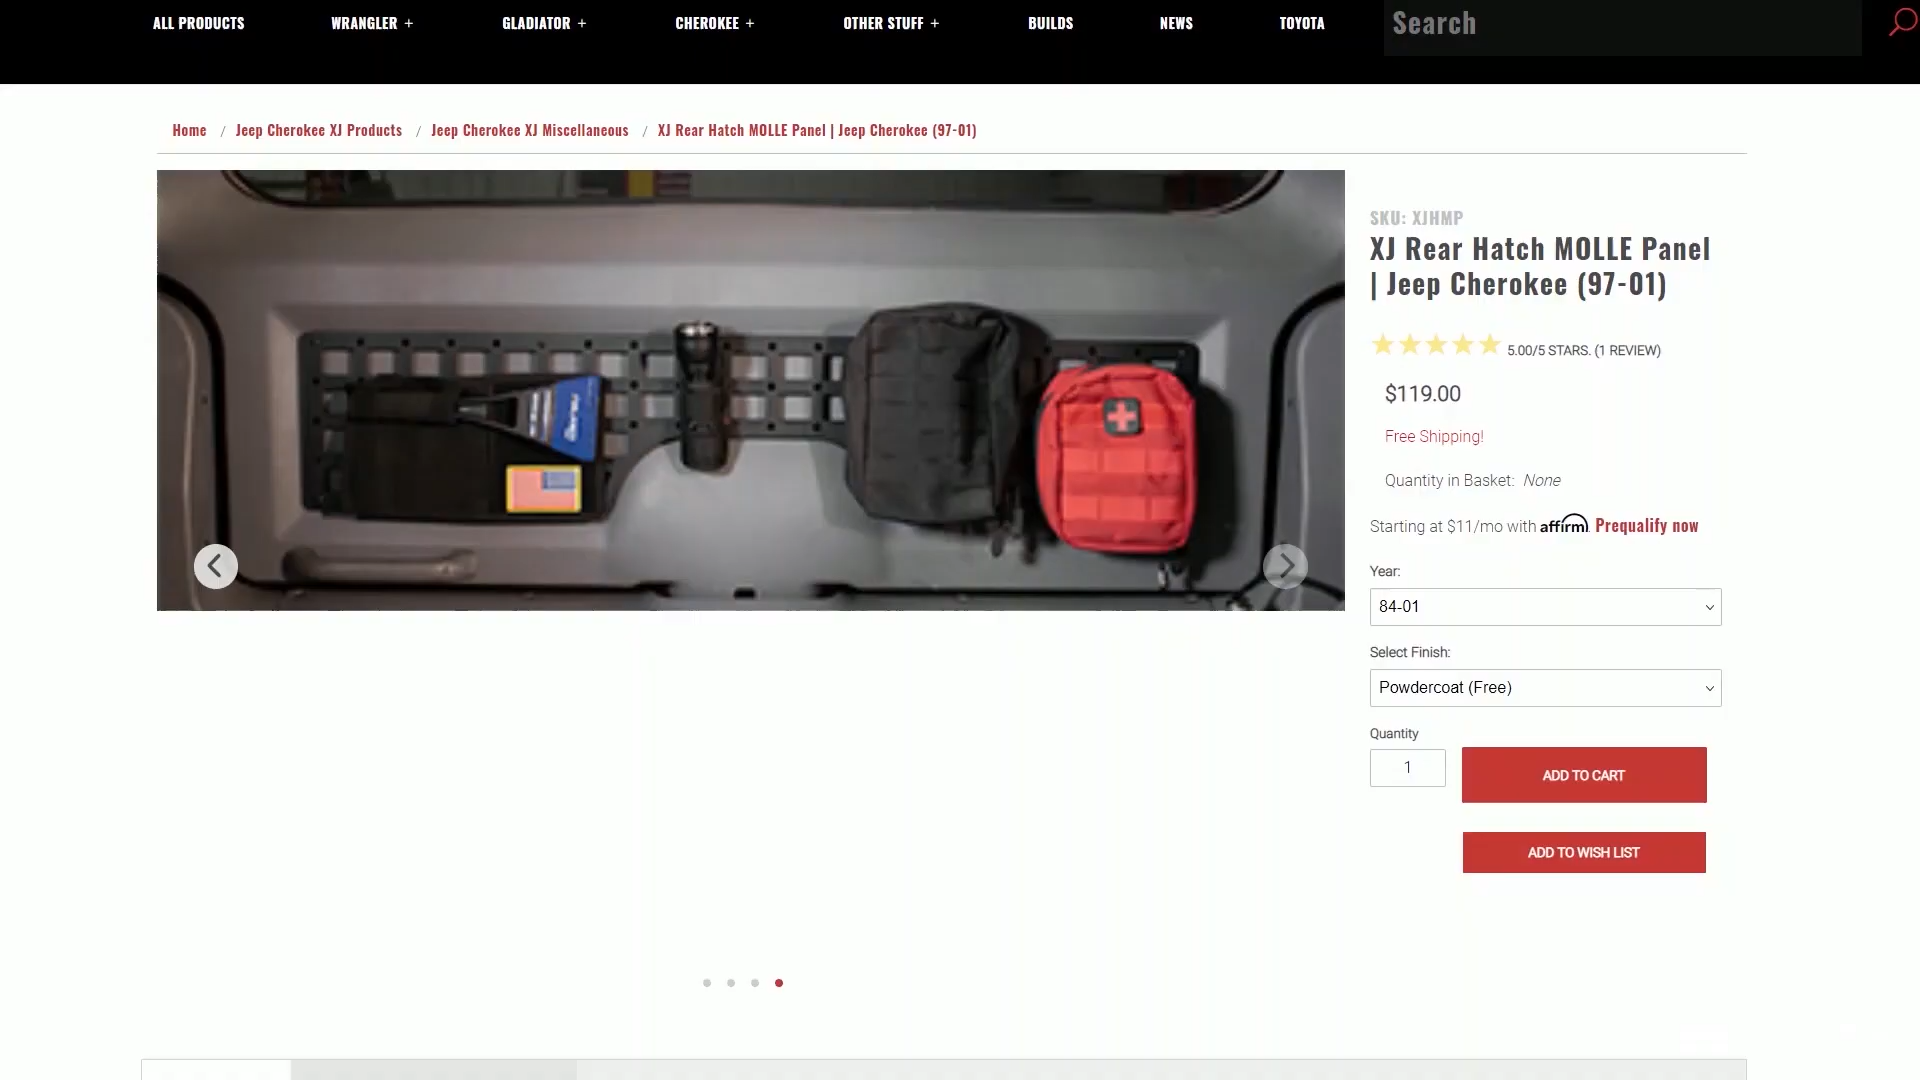 ALL PRODUCTS
WRANGLER +
GLADIATOR +
CHEROKEE +
OTHER STUFF +
BUILDS
NEWS
TOYOTA
Search
Home / Jeep Cherokee XJ Products / Jeep Cherokee XJ Miscellaneous / XJ Rear Hatch MOLLE Panel | Jeep Cherokee (97-01)
SKU: XJHMP
XJ Rear Hatch MOLLE Panel
| Jeep Cherokee (97-01)
5.00/5 STARS. (1 REVIEW)
$119.00
Free Shipping!
Quantity in Basket: None
Starting at $11/mo with affirm. Prequalify now
Year:
84-01
Select Finish:
Powdercoat (Free)
Quantity
1
ADD TO CART
ADD TO WISH LIST